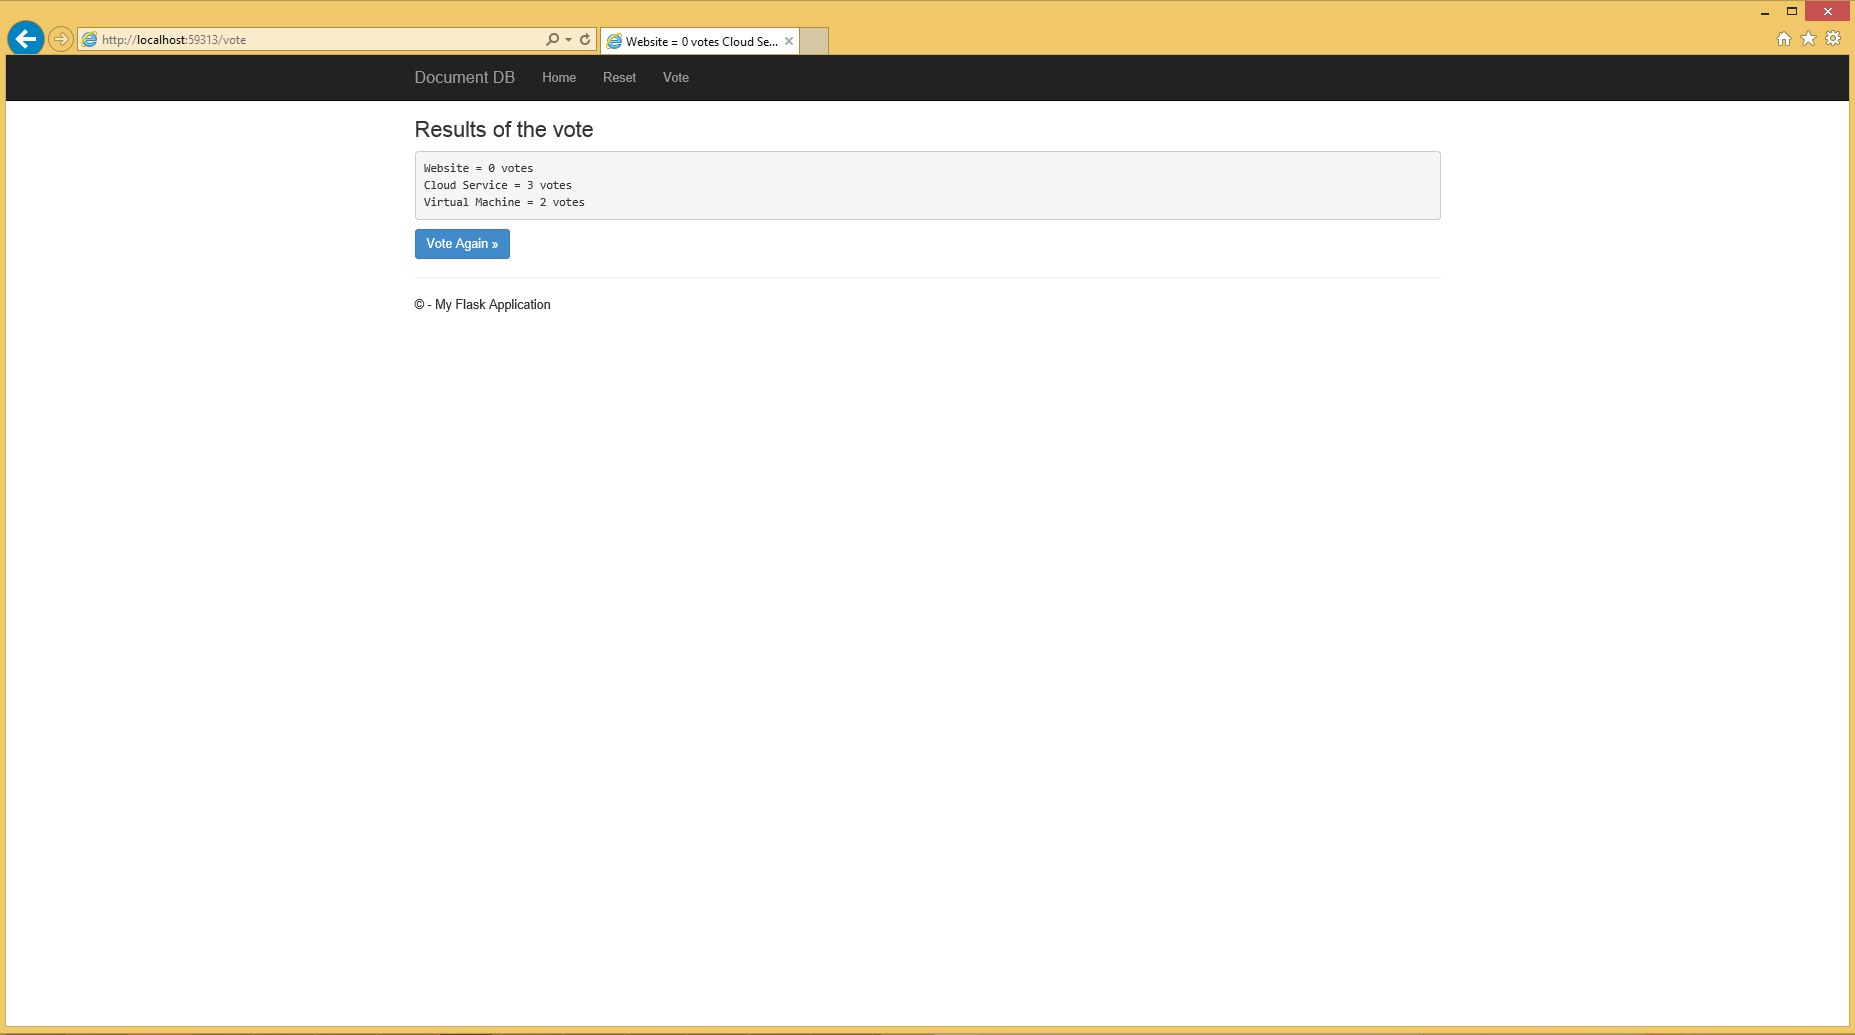 http://localhost:59313/vote
Website = 0 votes Cloud Se...
Document DB Home Reset Vote
Results of the vote
Website = 0 votes
Cloud Service = 3 votes
Virtual Machine = 2 votes
Vote Again »
© - My Flask Application